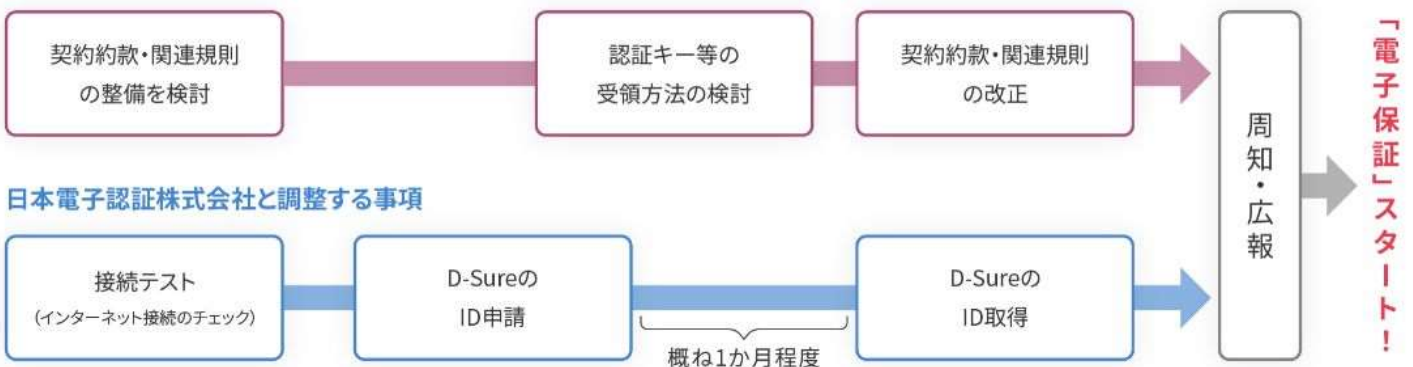 契約約款・関連規則
の整備を検討
認証キー等の
受領方法の検討
契約約款・関連規則
の改正
日本電子認証株式会社と調整する事項
接続テスト
(インターネット接続のチェック)
D-Sureの
ID申請
概ね1か月程度
D-Sureの
ID取得
周知・広報
「電子保証」スタート!